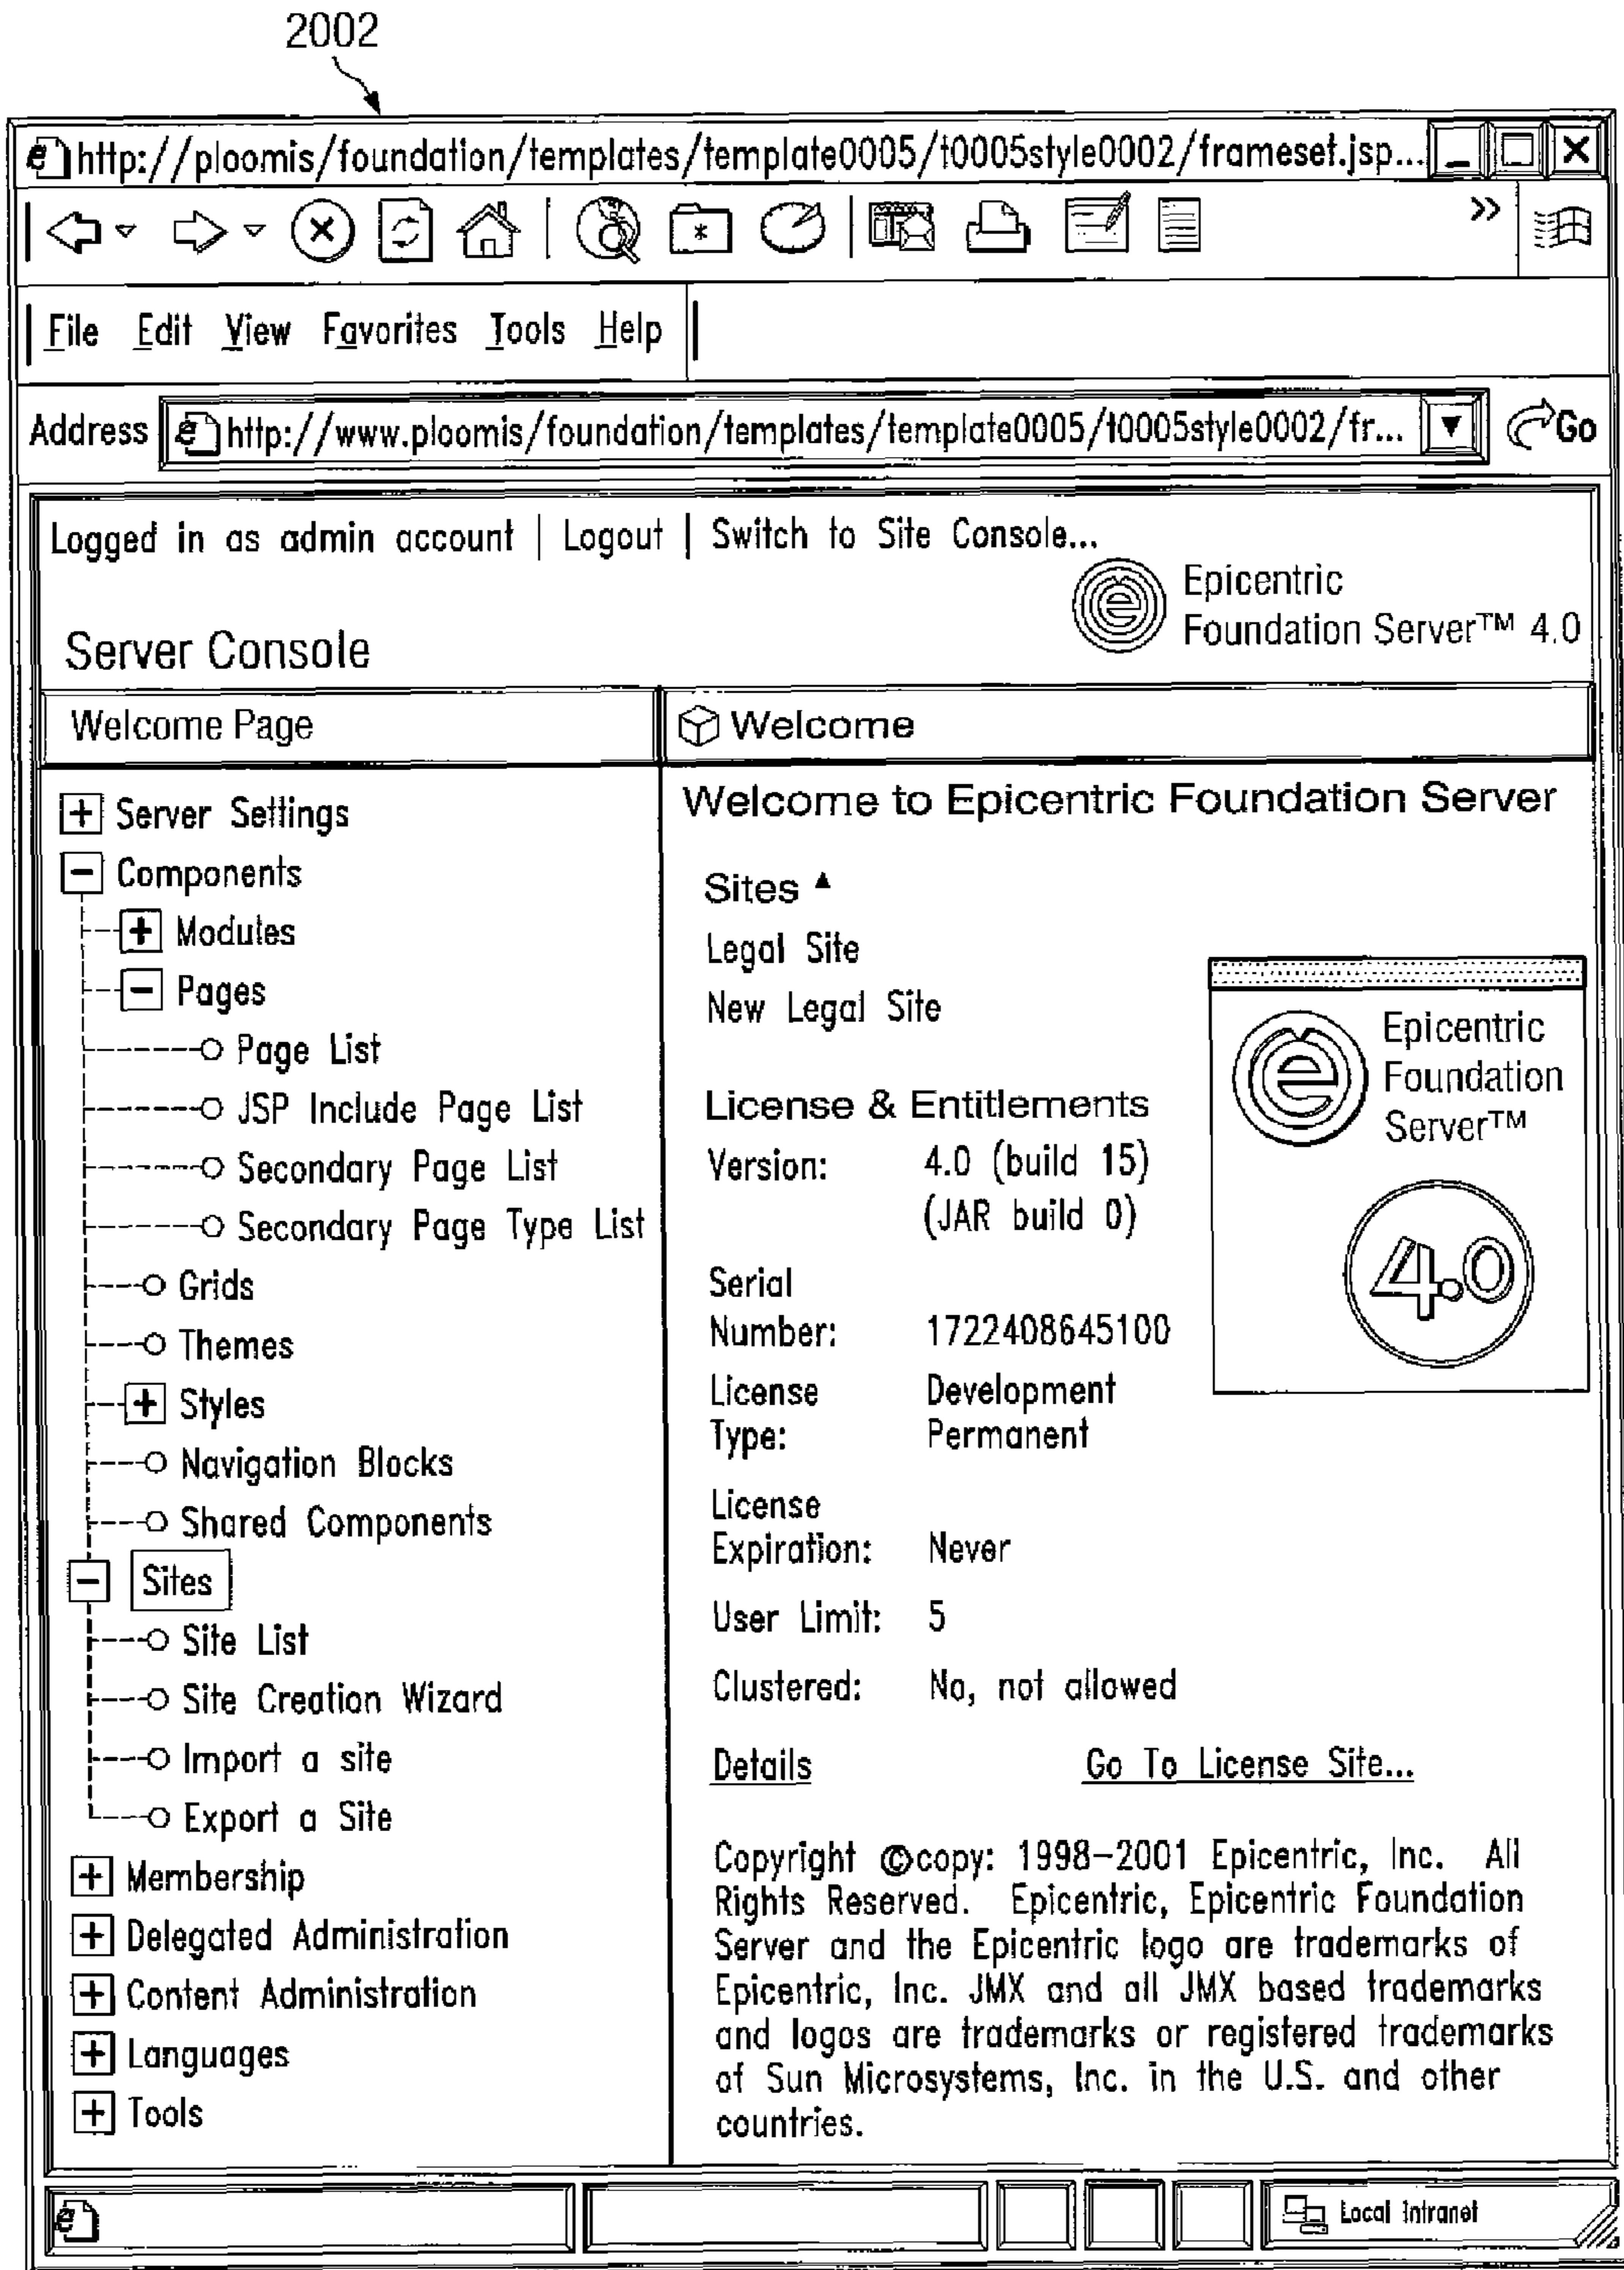 2002
http://ploomis/foundation/templates/template0005/t0005style0002/frameset.jsp...
File Edit View Favorites Tools Help
Address http://www.ploomis/foundation/templates/template0005/t0005style0002/fr... Go
Logged in as admin account | Logout | Switch to Site Console...
Epicentric
Foundation Server™ 4.0
Server Console
Welcome Page
Server Settings
Components
Modules
Pages
Page List
JSP Include Page List
Secondary Page List
Secondary Page Type List
Grids
Themes
Styles
Navigation Blocks
Shared Components
Sites
Site List
Site Creation Wizard
Import a site
Export a Site
Membership
Delegated Administration
Content Administration
Languages
Tools
Welcome
Welcome to Epicentric Foundation Server
Sites ▲
Legal Site
New Legal Site
License & Entitlements
Version: 4.0 (build 15)
(JAR build 0)
Serial
Number: 1722408645100
License Development
Type: Permanent
License
Expiration: Never
User Limit: 5
Clustered: No, not allowed
Details Go To License Site...
Epicentric
Foundation
Server™
4.0
Copyright ©copy: 1998-2001 Epicentric, Inc. All
Rights Reserved. Epicentric, Epicentric Foundation
Server and the Epicentric logo are trademarks of
Epicentric, Inc. JMX and all JMX based trademarks
and logos are trademarks or registered trademarks
of Sun Microsystems, Inc. in the U.S. and other
countries.
Local Intranet